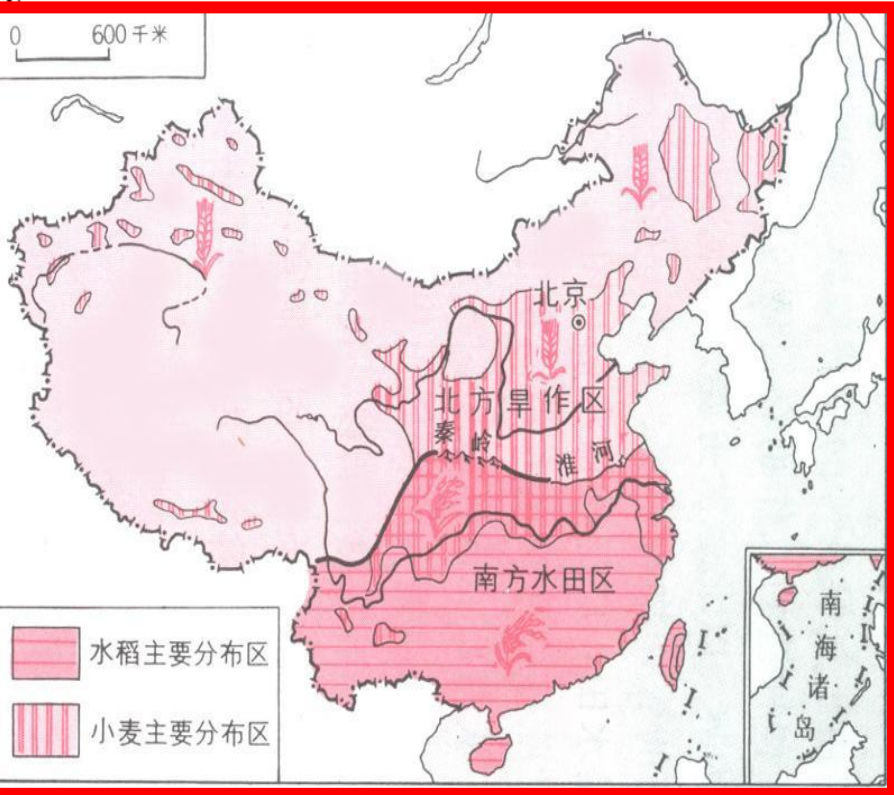 0 600千米
北京
北方旱作区
秦岭
淮河
南方水田区
南海诸岛
水稻主要分布区
小麦主要分布区